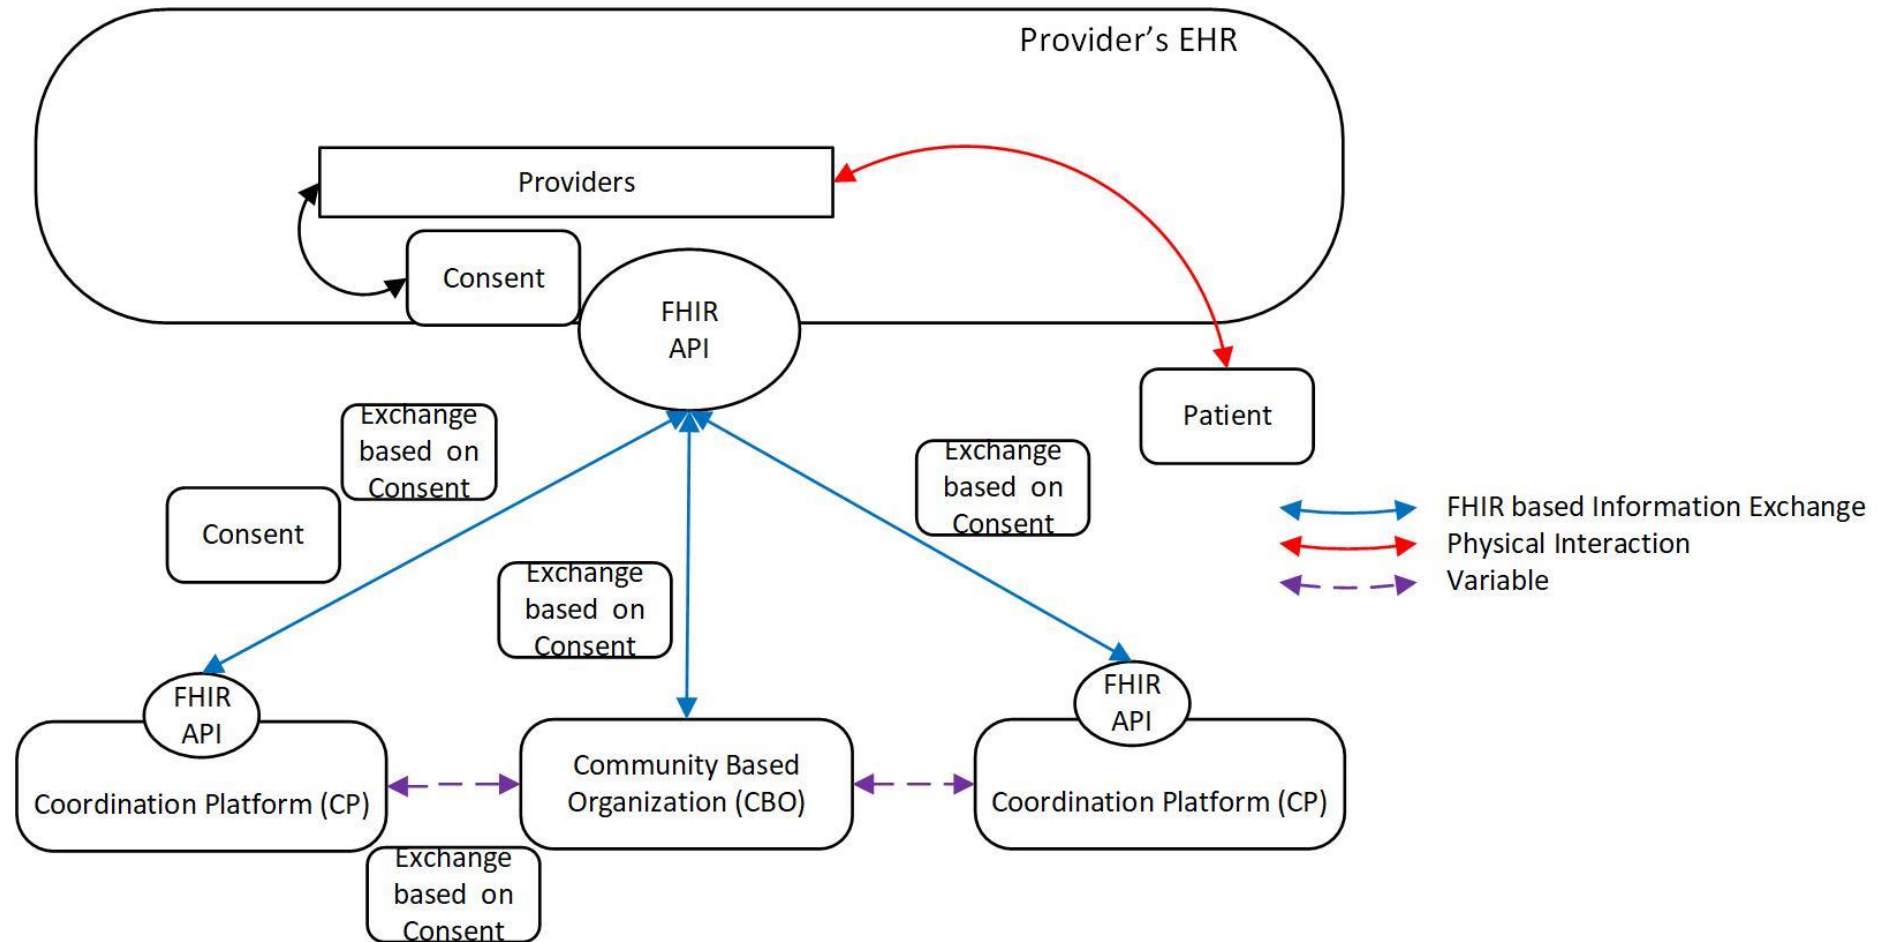 Provider’s EHR
Providers
Consent
FHIR
API
Patient
Exchange
based on
Consent
Exchange
based on
Consent
Consent
Exchange
based on
Consent
FHIR based Information Exchange
Physical Interaction
Variable
FHIR
API
Coordination Platform (CP)
Community Based
Organization (CBO)
FHIR
API
Coordination Platform (CP)
Exchange
based on
Consent